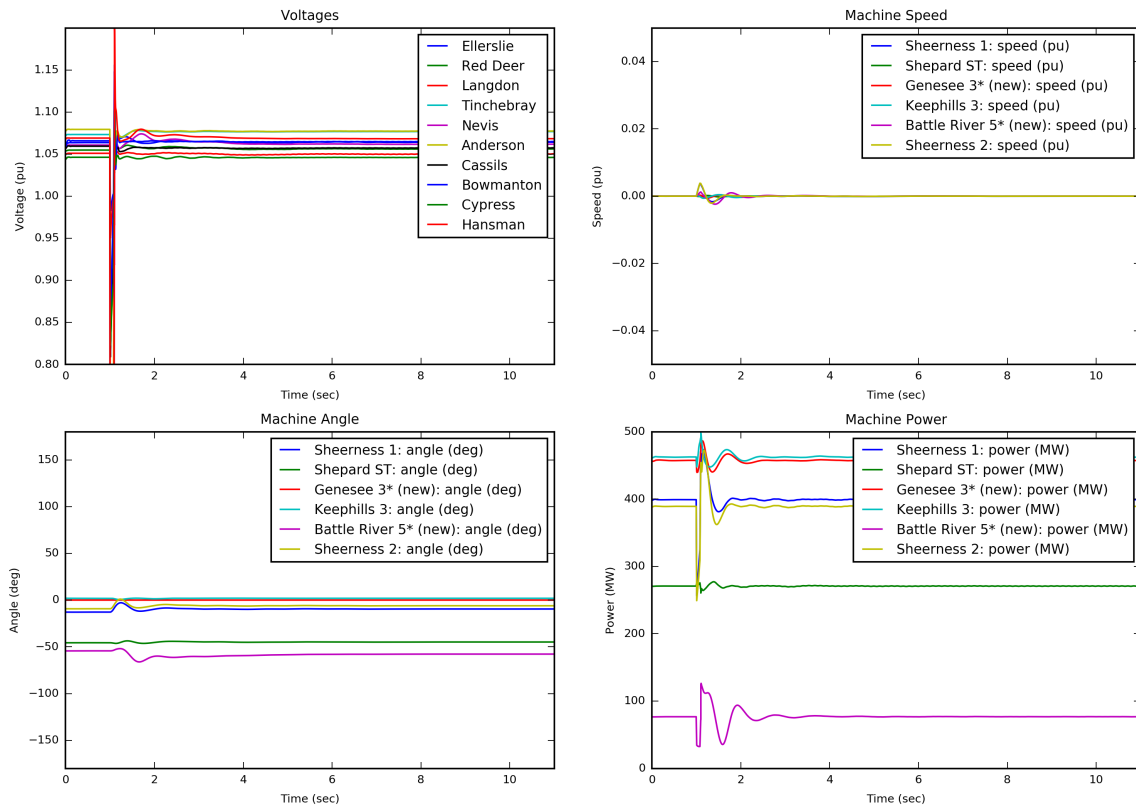 Voltages
1.15
1.10
1.05
1.00
0.95
0.90
0.85
0.80
Voltage (pu)
Ellerslie
Red Deer
Langdon
Tinchebray
Nevis
Anderson
Cassils
Bowmanton
Cypress
Hansman
0 2 4 6 8 10
Time (sec)
Machine Speed
0.04
0.02
0.00
−0.02
−0.04
Speed (pu)
Sheerness 1: speed (pu)
Shepard ST: speed (pu)
Genesee 3* (new): speed (pu)
Keephills 3: speed (pu)
Battle River 5* (new): speed (pu)
Sheerness 2: speed (pu)
0 2 4 6 8 10
Time (sec)
Machine Angle
150
100
50
0
−50
−100
−150
Angle (deg)
Sheerness 1: angle (deg)
Shepard ST: angle (deg)
Genesee 3* (new): angle (deg)
Keephills 3: angle (deg)
Battle River 5* (new): angle (deg)
Sheerness 2: angle (deg)
0 2 4 6 8 10
Time (sec)
Machine Power
500
400
300
200
100
0
Power (MW)
Sheerness 1: power (MW)
Shepard ST: power (MW)
Genesee 3* (new): power (MW)
Keephills 3: power (MW)
Battle River 5* (new): power (MW)
Sheerness 2: power (MW)
0 2 4 6 8 10
Time (sec)